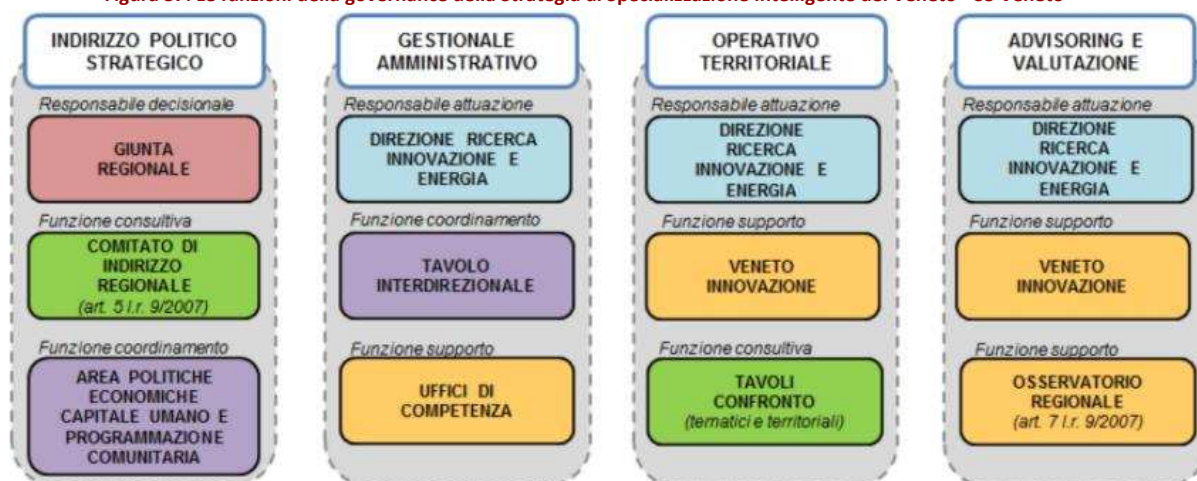 INDIRIZZO POLITICO
STRATEGICO
Responsabile decisionale
GIUNTA
REGIONALE
Funzione consultiva
COMITATO DI
INDIRIZZO
REGIONALE
(art. 5 l.r. 9/2007)
Funzione coordinamento
AREA POLITICHE
ECONOMICHE
CAPITALE UMANO E
PROGRAMMAZIONE
COMUNITARIA
GESTIONALE
AMMINISTRATIVO
Responsabile attuazione
DIREZIONE RICERCA
INNOVAZIONE E
ENERGIA
Funzione coordinamento
TAVOLO
INTERDIREZIONALE
Funzione supporto
UFFICI DI
COMPETENZA
OPERATIVO
TERRITORIALE
Responsabile attuazione
DIREZIONE
RICERCA
INNOVAZIONE E
ENERGIA
Funzione supporto
VENETO
INNOVAZIONE
Funzione consultiva
TAVOLI
CONFRONTO
(tematici e territoriali)
ADVISORING E
VALUTAZIONE
Responsabile attuazione
DIREZIONE
RICERCA
INNOVAZIONE E
ENERGIA
Funzione supporto
VENETO
INNOVAZIONE
Funzione supporto
OSSERVATORIO
REGIONALE
(art. 7 l.r. 9/2007)